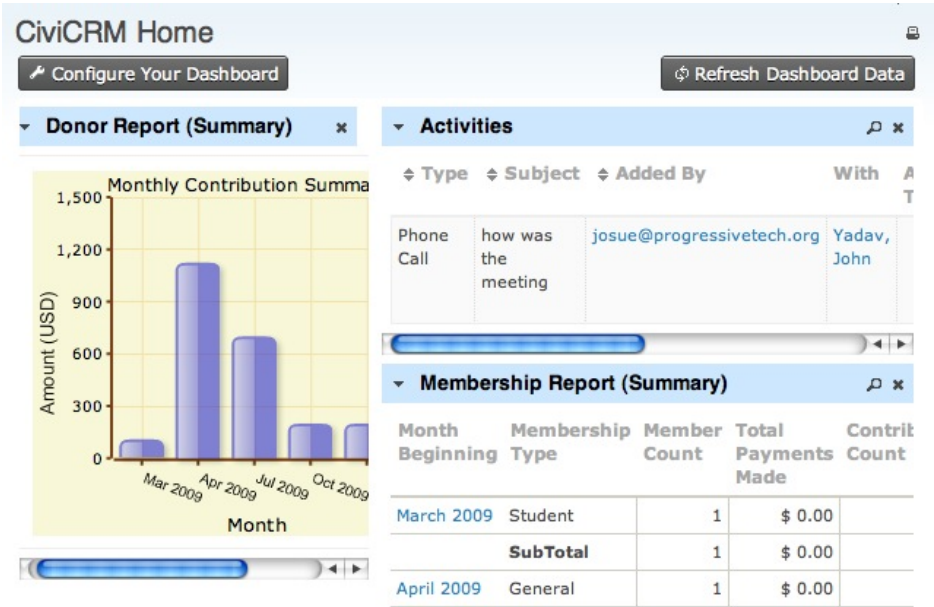 CiviCRM Home
Configure Your Dashboard
Refresh Dashboard Data
Donor Report (Summary)
Monthly Contribution Summa
1,500
1,200
900
600
300
0
Amount (USD)
Mar 2009
Apr 2009
Jul 2009
Oct 2009
Month
Activities
Type Subject Added By With A
T
Phone how was josue@progressivetech.org Yadav,
Call the John
meeting
Membership Report (Summary)
Month Membership Member Total Contrib
Beginning Type Count Payments Count
Made
March 2009 Student 1 $ 0.00
SubTotal 1 $ 0.00
April 2009 General 1 $ 0.00